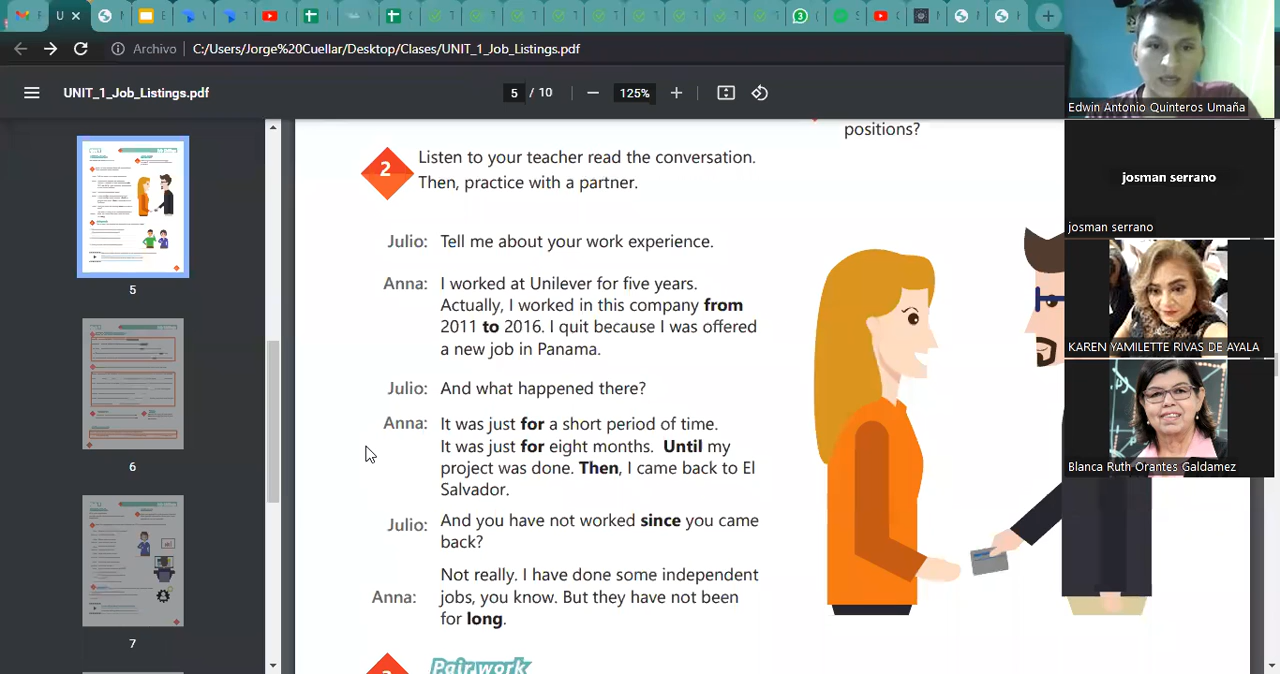 U
Archivo
C:/Users/Jorge%20Cuellar/Desktop/Clases/UNIT_1_Job_Listings.pdf
UNIT_1_Job_Listings.pdf
5 / 10
125%
positions?
2
Listen to your teacher read the conversation.
Then, practice with a partner.
Julio: Tell me about your work experience.
Anna: I worked at Unilever for five years.
Actually, I worked in this company from
2011 to 2016. I quit because I was offered
a new job in Panama.
Julio: And what happened there?
Anna: It was just for a short period of time.
It was just for eight months. Until my
project was done. Then, I came back to El
Salvador.
Julio: And you have not worked since you came
back?
Not really. I have done some independent
Anna: jobs, you know. But they have not been
for long.
Pair work
5
6
7
Edwin Antonio Quinteros Umaña
josman serrano
josman serrano
KAREN YAMILETTE RIVAS DE AYALA
Blanca Ruth Orantes Galdamez